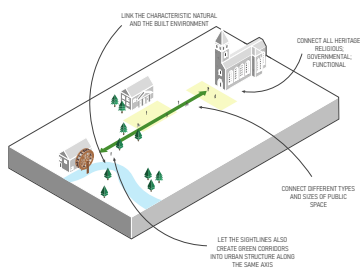 LINK THE CHARACTERISTIC NATURAL
AND THE BUILT ENVIRONMENT
CONNECT ALL HERITAGE
RELIGIOUS;
GOVERNMENTAL;
FUNCTIONAL
CONNECT DIFFERENT TYPES
AND SIZES OF PUBLIC
SPACE
LET THE SIGHTLINES ALSO
CREATE GREEN CORRIDORS
INTO URBAN STRUCTURE ALONG
THE SAME AXIS